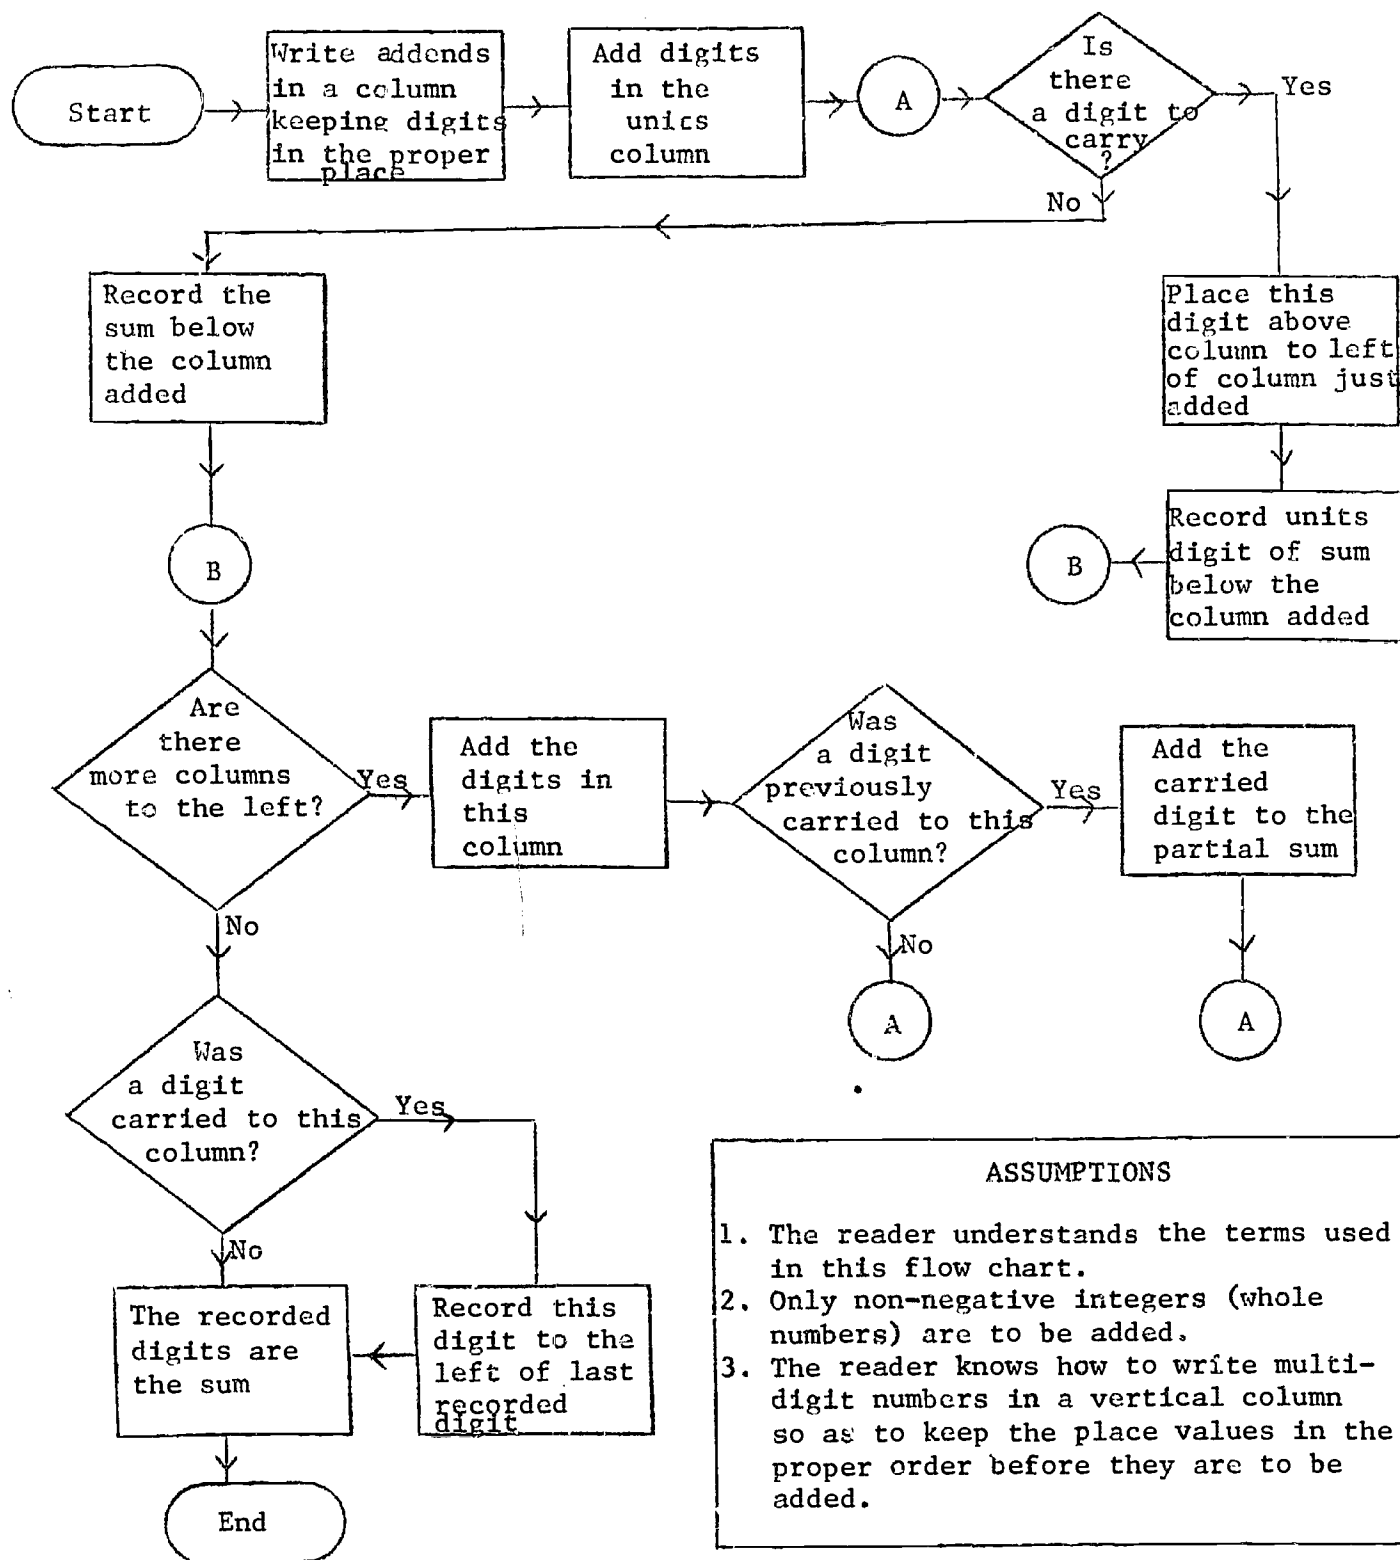 Start
Write addends
in a column
keeping digits
in the proper
place
Add digits
in the
unics
column
A
Is
there
a digit to
carry
?
Yes
No
Record the
sum below
the column
added
Place this
digit above
column to left
of column just
added
B
B
Record units
digit of sum
below the
column added
Are
there
more columns
to the left?
Yes
Add the
digits in
this
column
Was
a digit
previously
carried to this
column?
Yes
Add the
carried
digit to the
partial sum
No
No
A
A
Was
a digit
carried to this
column?
Yes
No
The recorded
digits are
the sum
Record this
digit to the
left of last
recorded
digit
End
ASSUMPTIONS
1. The reader understands the terms used
in this flow chart.
2. Only non-negative integers (whole
numbers) are to be added.
3. The reader knows how to write multi-
digit numbers in a vertical column
so as to keep the place values in the
proper order before they are to be
added.